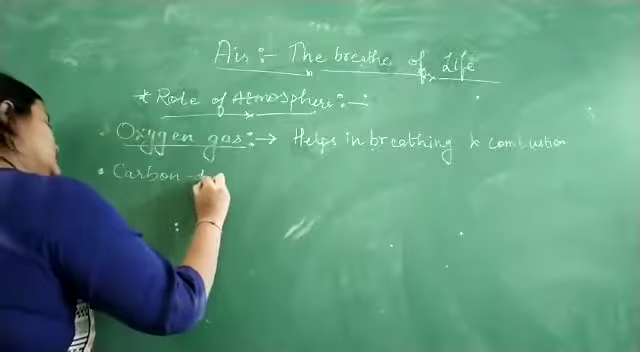 Air :- The breathe of Life
* Role of Atmosphere :-
• Oxygen gas :→ Helps in breathing & combustion
• Carbon-